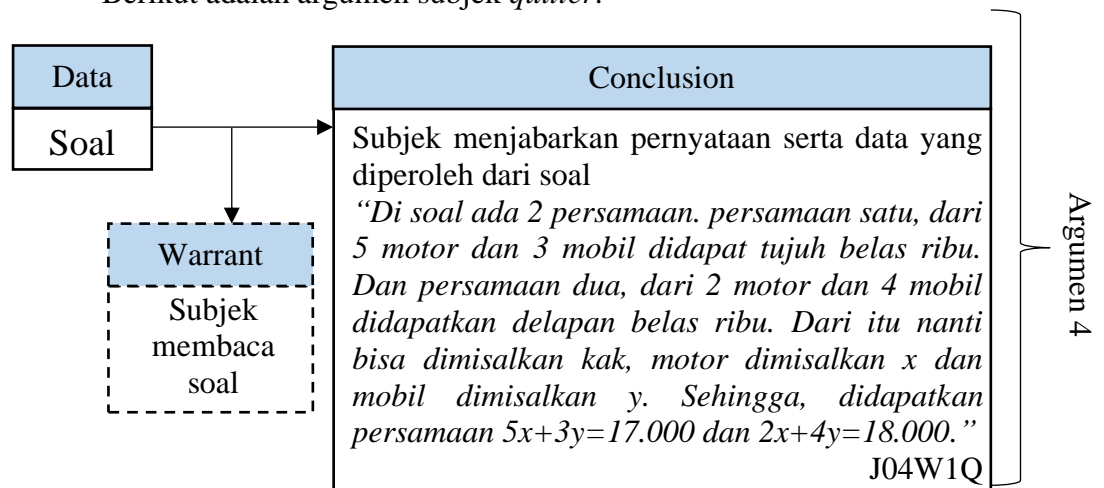 Berikut adalah argumen subjek quitter.
Data
Soal
Warrant
Subjek
membaca
soal
Conclusion
Subjek menjabarkan pernyataan serta data yang
diperoleh dari soal
“Di soal ada 2 persamaan. persamaan satu, dari
5 motor dan 3 mobil didapat tujuh belas ribu.
Dan persamaan dua, dari 2 motor dan 4 mobil
didapatkan delapan belas ribu. Dari itu nanti
bisa dimisalkan kak, motor dimisalkan x dan
mobil dimisalkan y. Sehingga, didapatkan
persamaan 5x+3y=17.000 dan 2x+4y=18.000.”
J04W1Q
Argumen 4